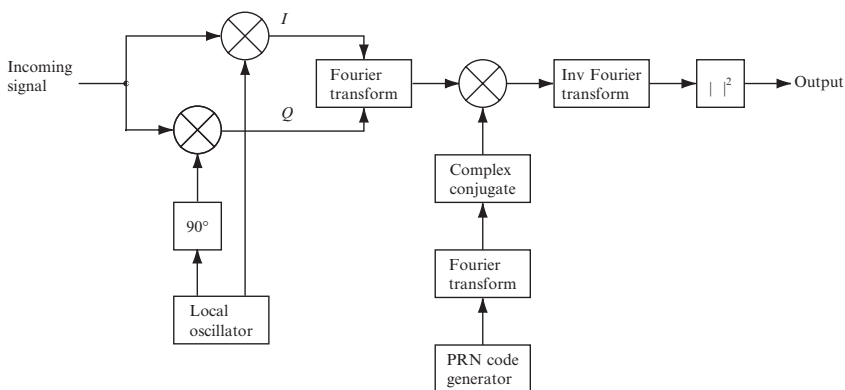 I
Incoming
signal
Fourier
transform
Inv Fourier
transform
| |²
Output
Q
Complex
conjugate
90°
Fourier
transform
Local
oscillator
PRN code
generator